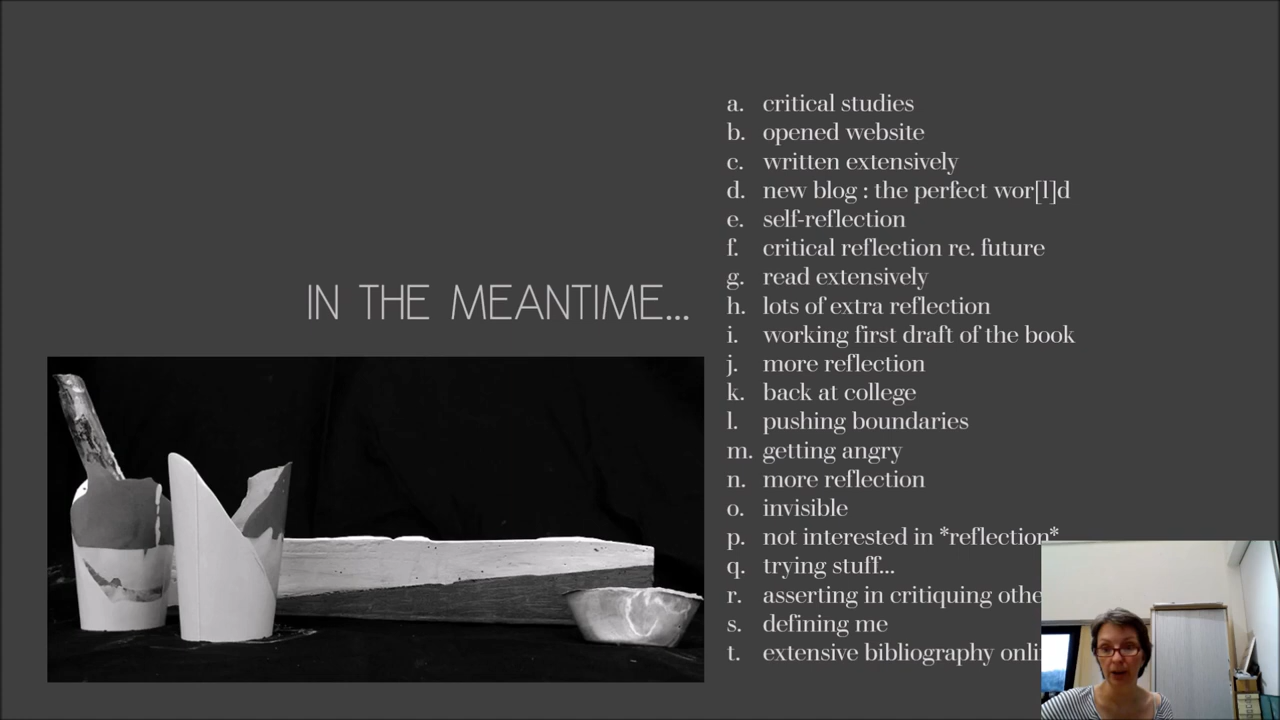 IN THE MEANTIME...
a. critical studies
b. opened website
c. written extensively
d. new blog : the perfect wor[l]d
e. self-reflection
f. critical reflection re. future
g. read extensively
h. lots of extra reflection
i. working first draft of the book
j. more reflection
k. back at college
l. pushing boundaries
m. getting angry
n. more reflection
o. invisible
p. not interested in *reflection*
q. trying stuff...
r. asserting in critiquing
s. defining me
t. extensive bibliography